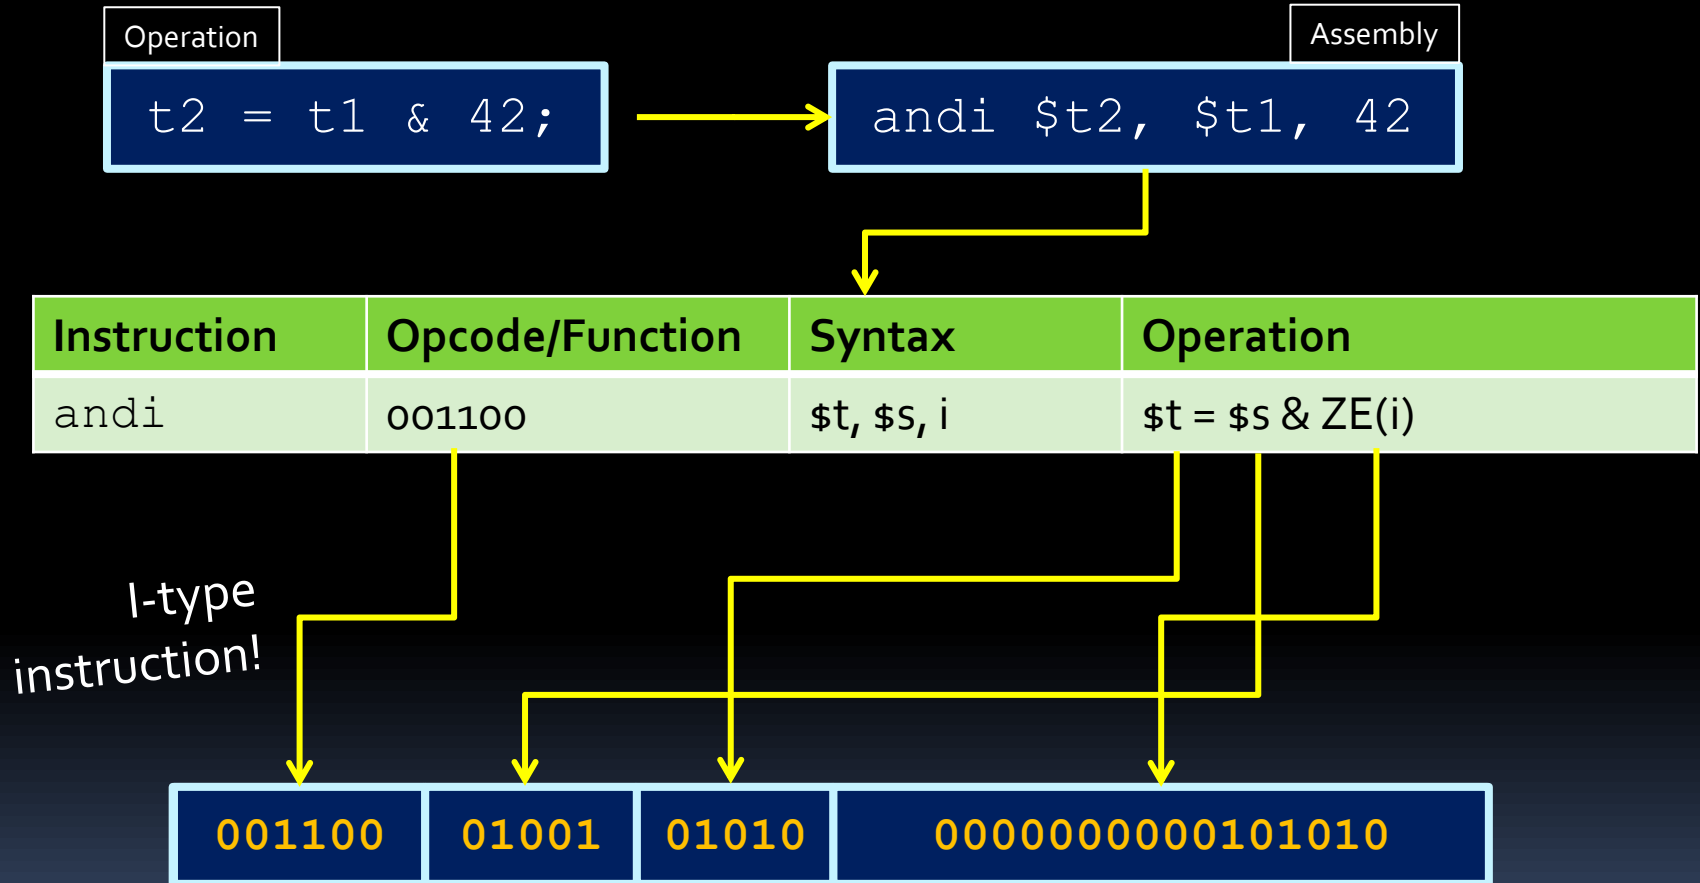 Operation
Assembly
t2 = t1 & 42;
andi $t2, $t1, 42
Instruction Opcode/Function Syntax Operation
andi 001100 $t, $s, i $t = $s & ZE(i)
I-type
instruction!
001100 01001 01010 0000000000101010